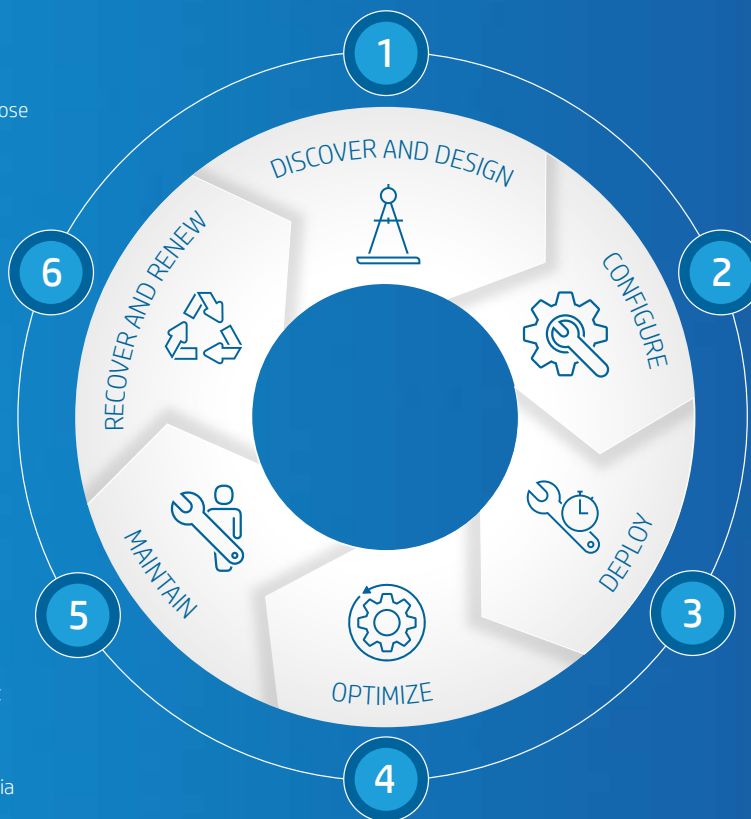 1
DISCOVER AND DESIGN
2
CONFIGURE
3
DEPLOY
4
OPTIMIZE
5
MAINTAIN
6
RECOVER AND RENEW